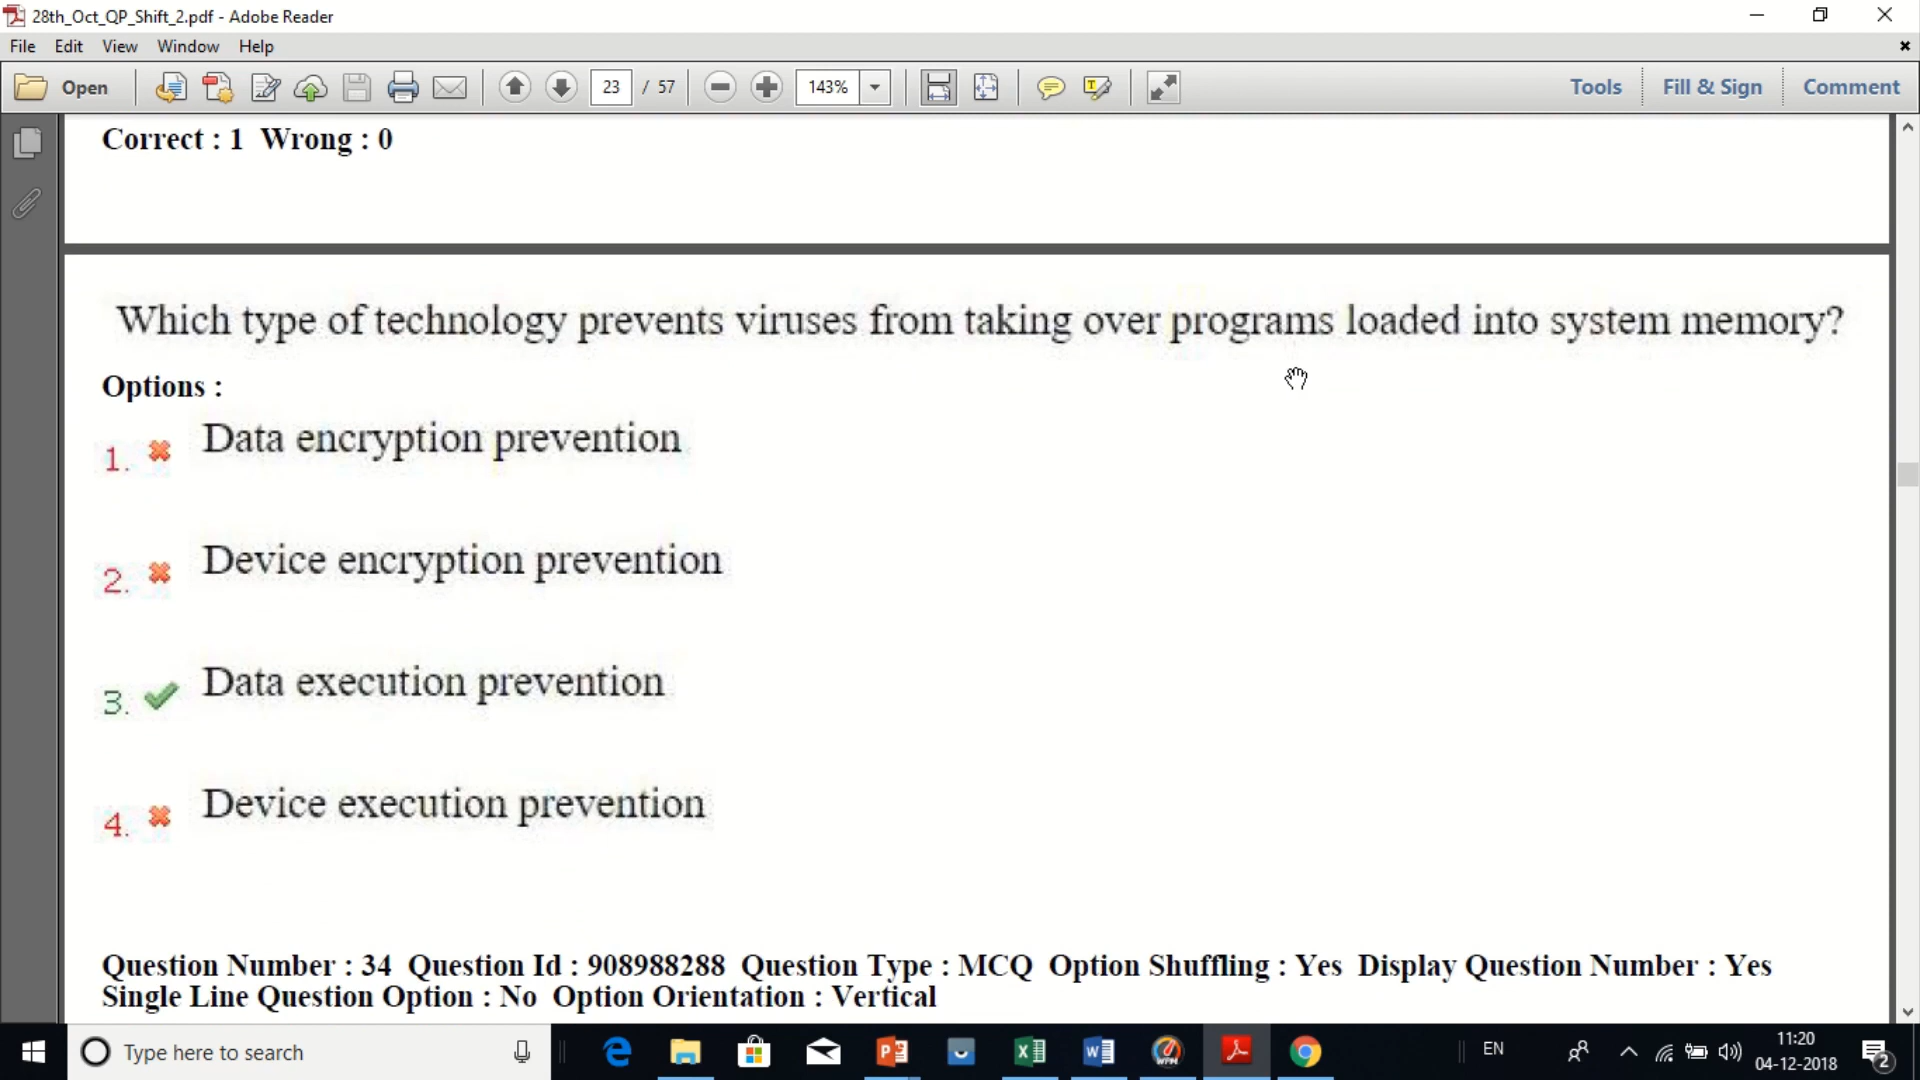 28th_Oct_QP_Shift_2.pdf - Adobe Reader
File Edit View Window Help
Open 23 / 57 143% Tools Fill & Sign Comment
Correct : 1 Wrong : 0
Which type of technology prevents viruses from taking over programs loaded into system memory?
Options :
1. Data encryption prevention
2. Device encryption prevention
3. Data execution prevention
4. Device execution prevention
Question Number : 34 Question Id : 908988288 Question Type : MCQ Option Shuffling : Yes Display Question Number : Yes
Single Line Question Option : No Option Orientation : Vertical
Type here to search
EN
11:20
04-12-2018
2